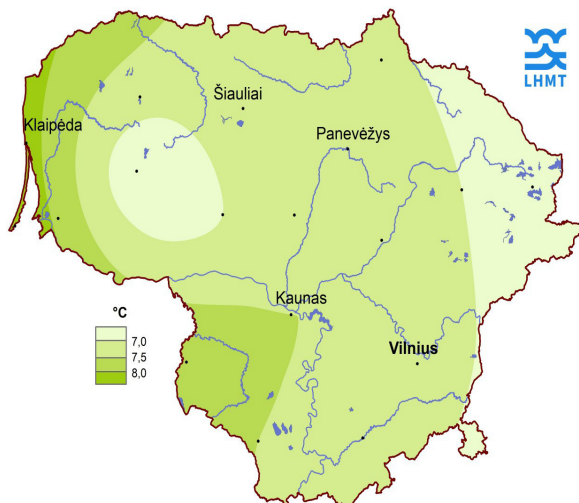 LHMT
Šiauliai
Klaipėda
Panevėžys
Kaunas
°C
7,0
7,5
8,0
Vilnius